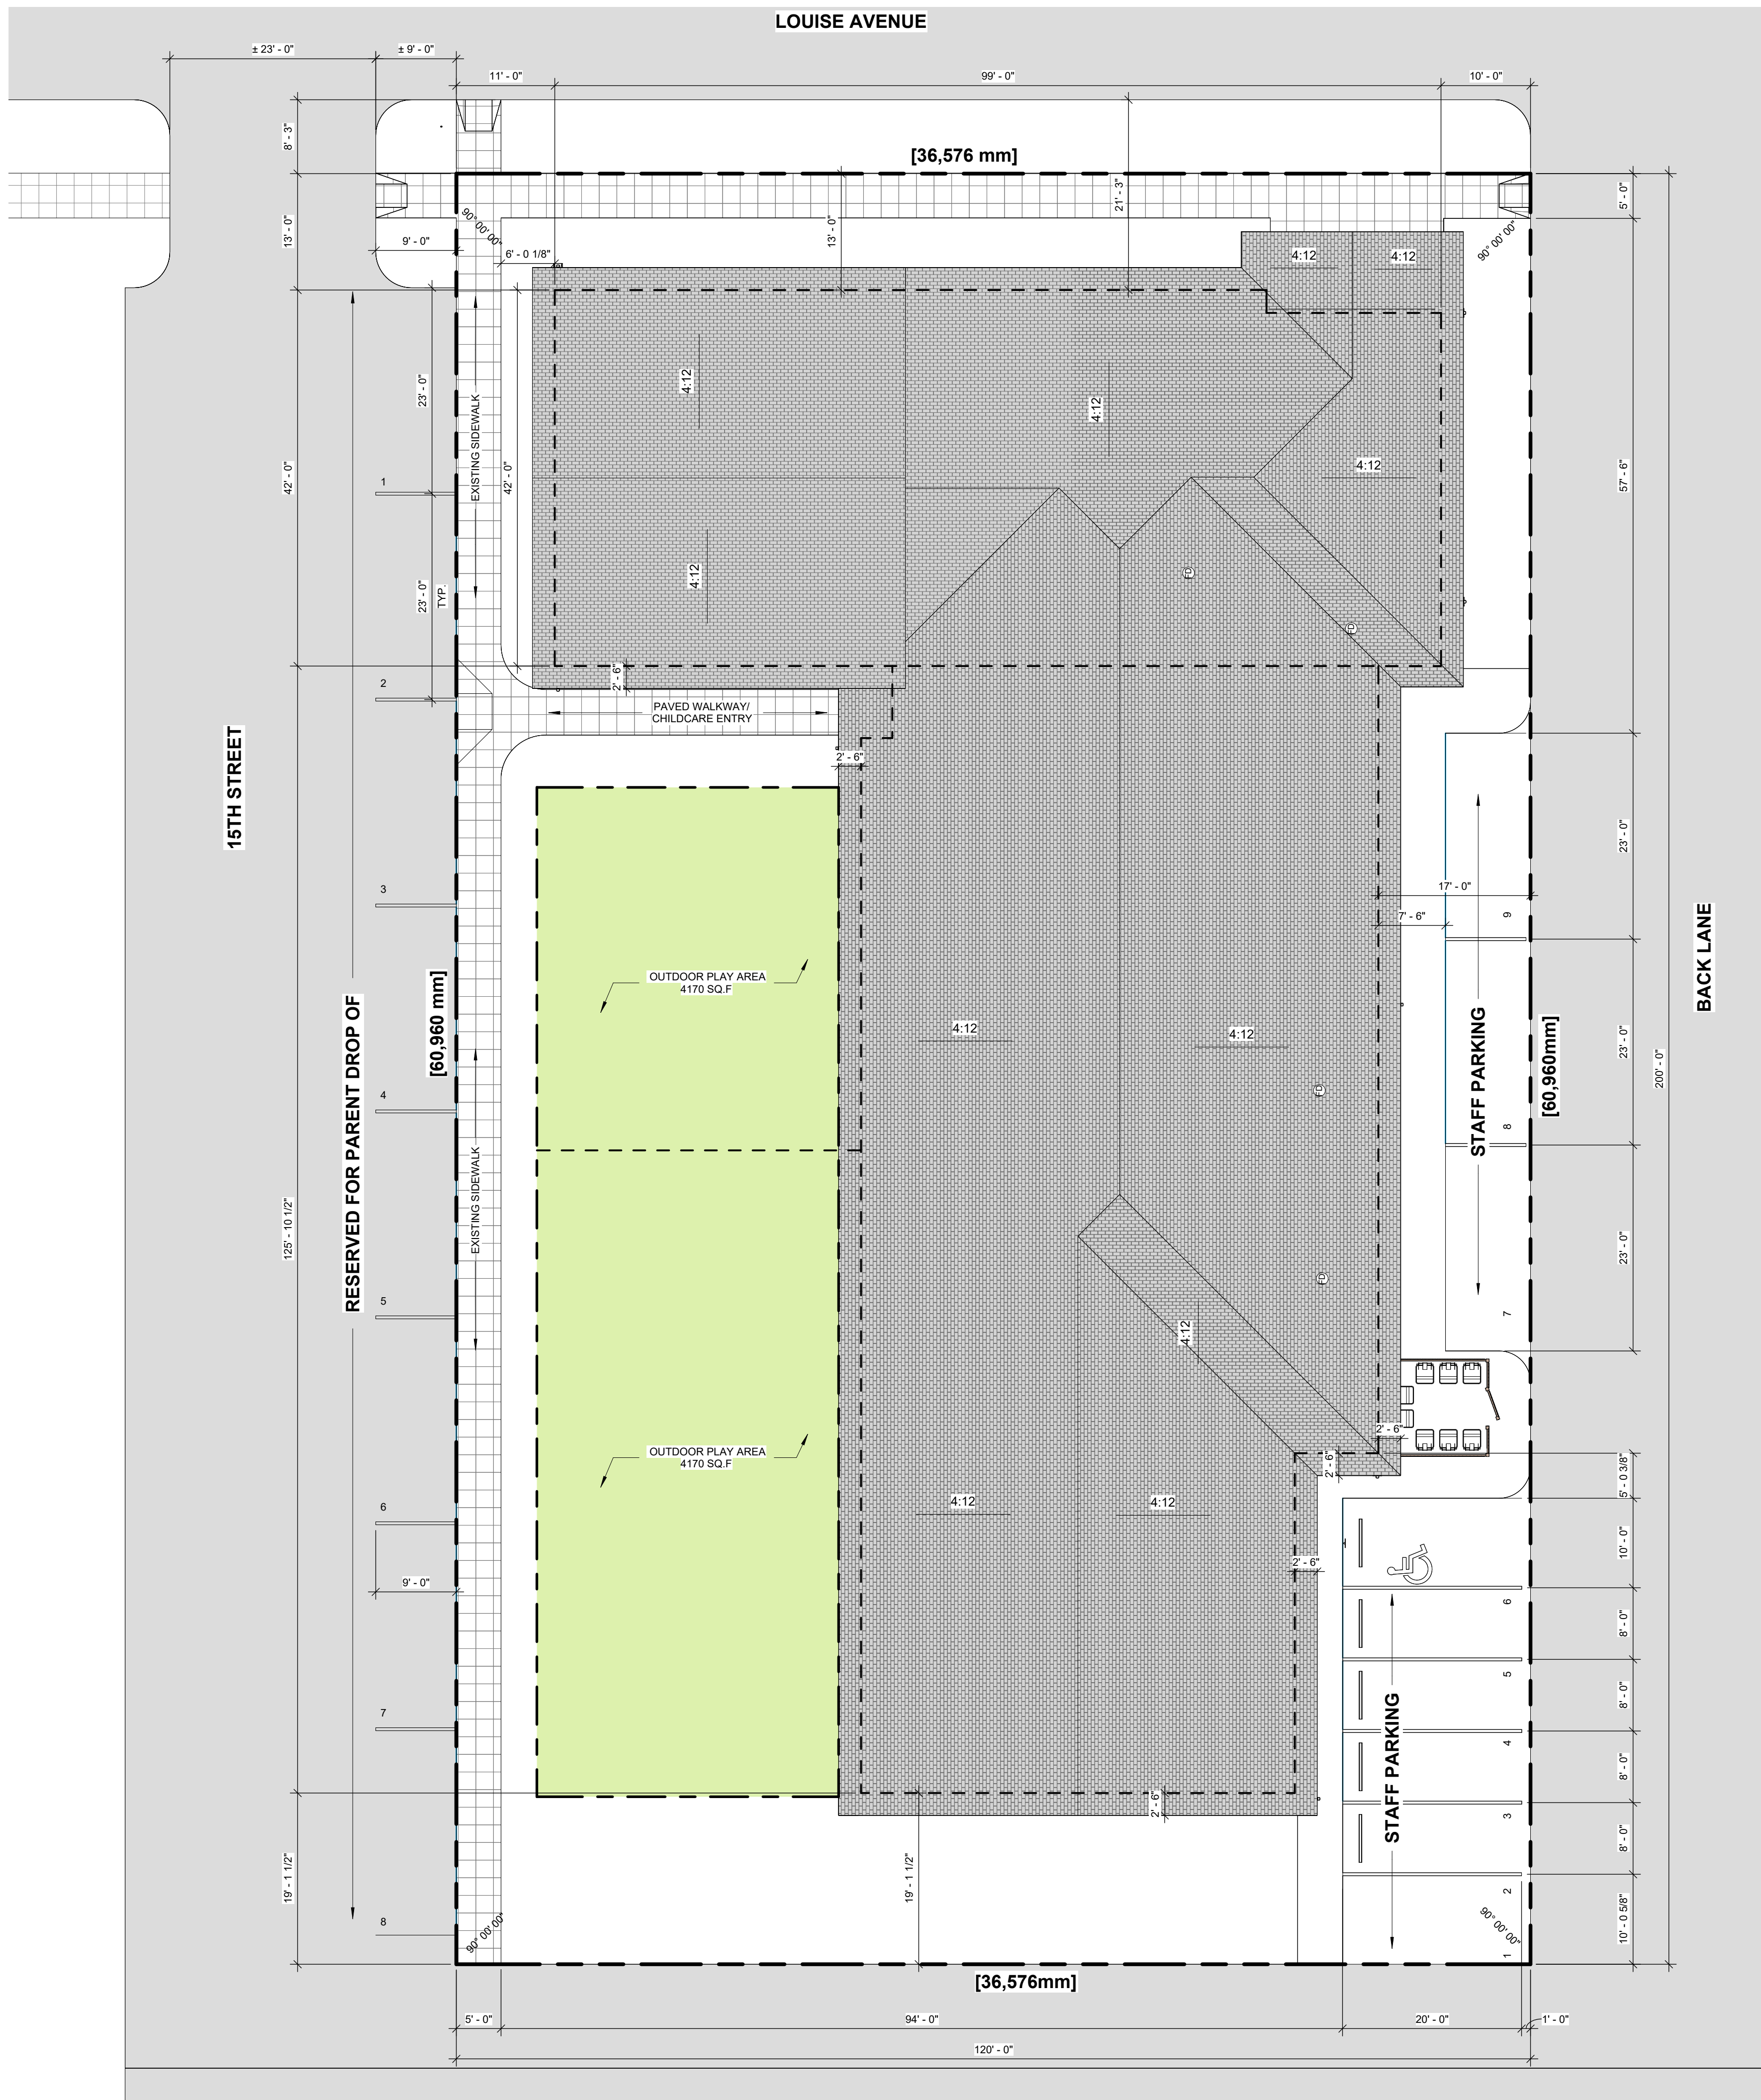 LOUISE AVENUE
± 23' - 0"
± 9' - 0"
11' - 0"
99' - 0"
10' - 0"
8' - 3"
[36,576 mm]
13' - 0"
90° 00' 00"
9' - 0"
6' - 0 1/8"
13' - 0"
21' - 3"
90° 00' 00"
5' - 0"
4:12
4:12
4:12
4:12
4:12
4:12
23' - 0"
EXISTING SIDEWALK
42' - 0"
42' - 0"
57' - 6"
1
23' - 0"
TYP.
FD
FD
2
2' - 6"
PAVED WALKWAY/
CHILDCARE ENTRY
2' - 6"
15TH STREET
3
23' - 0"
17' - 0"
7' - 6"
9
OUTDOOR PLAY AREA
4170 SQ.F
BACK LANE
[60,960 mm]
RESERVED FOR PARENT DROP OF
4:12
4:12
STAFF PARKING
23' - 0"
200' - 0"
[60,960mm]
4
FD
8
EXISTING SIDEWALK
125' - 10 1/2"
23' - 0"
5
FD
4:12
7
2' - 6"
OUTDOOR PLAY AREA
4170 SQ.F
2' - 6"
5' - 0 3/8"
6
4:12
4:12
10' - 0"
9' - 0"
2' - 6"
6
8' - 0"
5
8' - 0"
7
STAFF PARKING
4
8' - 0"
2' - 6"
3
8' - 0"
19' - 1 1/2"
19' - 1 1/2"
2
10' - 0 5/8"
8
90° 00' 00"
90° 00' 00"
1
[36,576mm]
5' - 0"
94' - 0"
20' - 0"
1' - 0"
120' - 0"